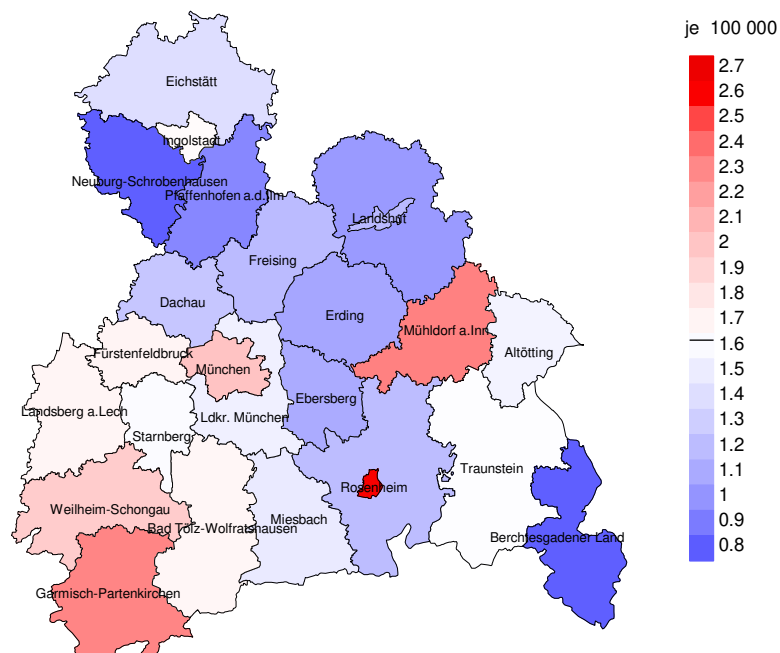 je 100 000
2.7
2.6
2.5
2.4
2.3
2.2
2.1
2
1.9
1.8
1.7
1.6
1.5
1.4
1.3
1.2
1.1
1
0.9
0.8
Eichstätt
Ingolstadt
Neuburg-Schrobenhausen
Pfaffenhofen a.d.Ilm
Landshut
Freising
Dachau
Erding
Mühldorf a.Inn
Fürstenfeldbruck
München
Altötting
Ebersberg
Landsberg a.Lech
Ldkr. München
Starnberg
Traunstein
Rosenheim
Weilheim-Schongau
Miesbach
Bad Tölz-Wolfratshausen
Berchtesgadener Land
Garmisch-Partenkirchen